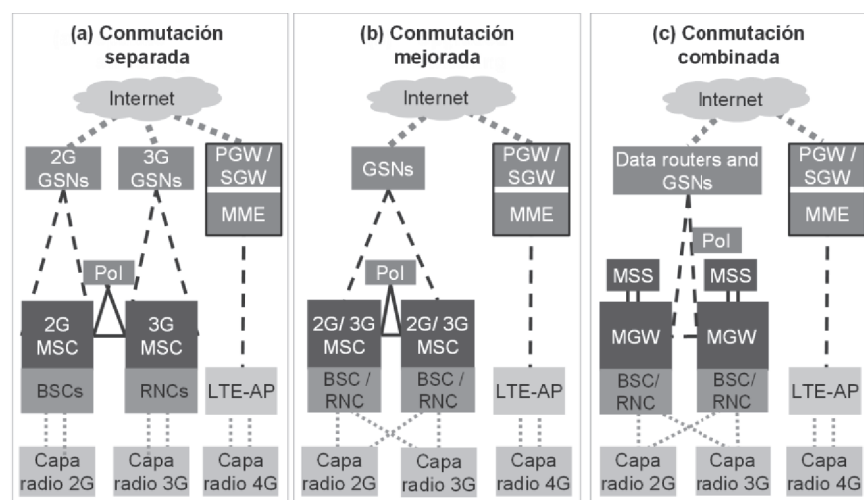 (a) Conmutación
separada
Internet
2G
GSNs
3G
GSNs
PGW /
SGW
MME
PoI
2G
MSC
3G
MSC
BSCs
RNCs
LTE-AP
Capa
radio 2G
Capa
radio 3G
Capa
radio 4G
(b) Conmutación
mejorada
Internet
GSNs
PGW /
SGW
MME
PoI
2G/ 3G
MSC
2G/ 3G
MSC
BSC /
RNC
BSC /
RNC
LTE-AP
Capa
radio 2G
Capa
radio 3G
Capa
radio 4G
(c) Conmutación
combinada
Internet
Data routers and
GSNs
PGW /
SGW
MME
PoI
MSS
MSS
MGW
MGW
BSC/
RNC
BSC/
RNC
LTE-AP
Capa
radio 2G
Capa
radio 3G
Capa
radio 4G